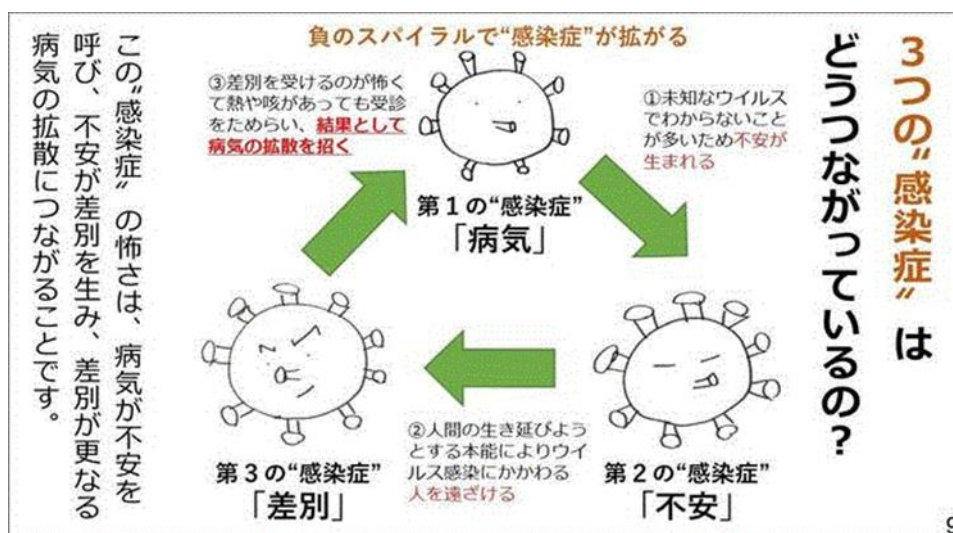 3つの“感染症”は
どうつながっているの?
負のスパイラルで“感染症”が拡がる
①未知なウイルス
でわからないこと
が多いため不安が
生まれる
第1の“感染症”
「病気」
第2の“感染症”
「不安」
②人間の生き延びよう
とする本能によりウイ
ルス感染にかかわる
人を遠ざける
第3の“感染症”
「差別」
③差別を受けるのが怖く
て熱や咳があっても受診
をためらい、結果として
病気の拡散を招く
この“感染症”の怖さは、病気が不安を
呼び、不安が差別を生み、差別が更なる
病気の拡散につながることです。
9